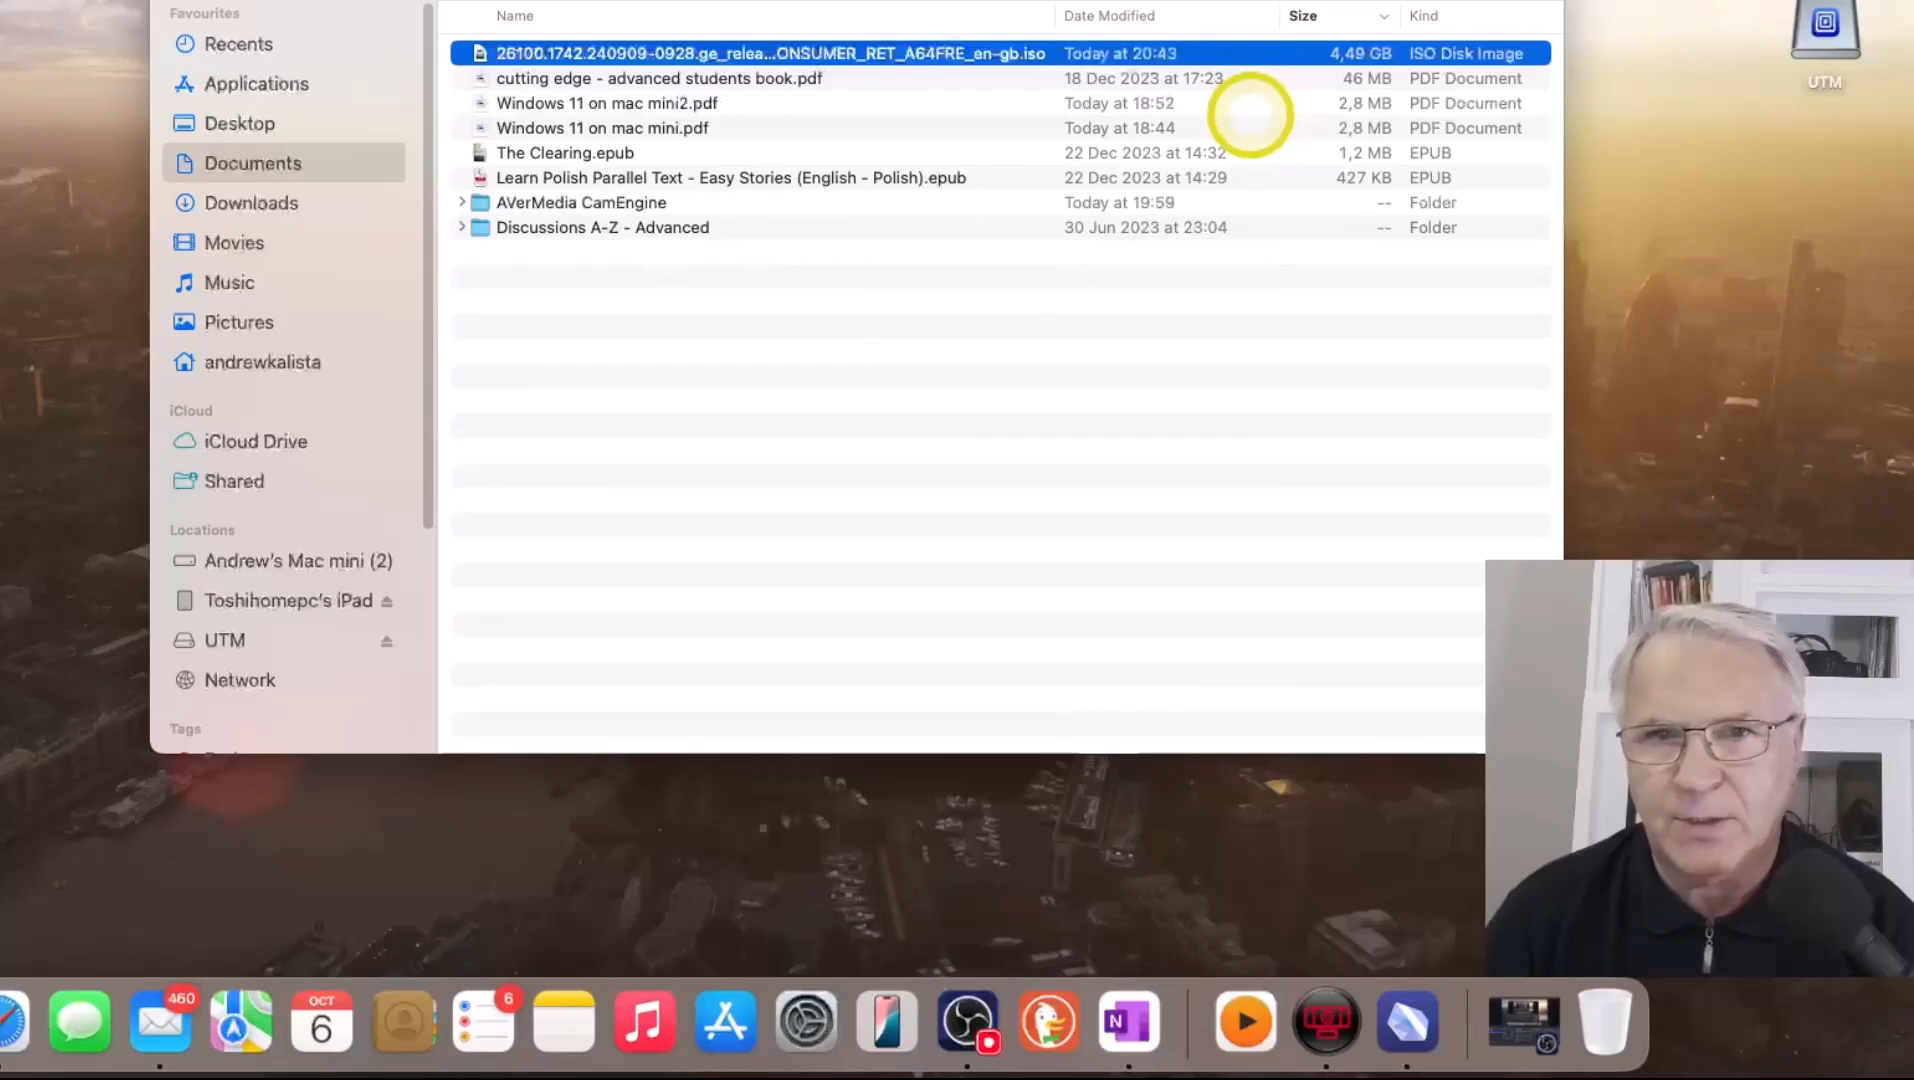 Favourites
Recents
Applications
Desktop
Documents
Downloads
Movies
Music
Pictures
andrewkalista
iCloud
iCloud Drive
Shared
Locations
Andrew's Mac mini (2)
Toshihomepc's iPad
UTM
Network
Tags
Name Date Modified Size Kind
26100.1742.240909-0928.ge_relea...ONSUMER_RET_A64FRE_en-gb.iso Today at 20:43 4,49 GB ISO Disk Image
cutting edge - advanced students book.pdf 18 Dec 2023 at 17:23 46 MB PDF Document
Windows 11 on mac mini2.pdf Today at 18:52 2,8 MB PDF Document
Windows 11 on mac mini.pdf Today at 18:44 2,8 MB PDF Document
The Clearing.epub 22 Dec 2023 at 14:32 1,2 MB EPUB
Learn Polish Parallel Text - Easy Stories (English - Polish).epub 22 Dec 2023 at 14:29 427 KB EPUB
AVerMedia CamEngine Today at 19:59 -- Folder
Discussions A-Z - Advanced 30 Jun 2023 at 23:04 -- Folder
UTM
460
OCT
6
6
N